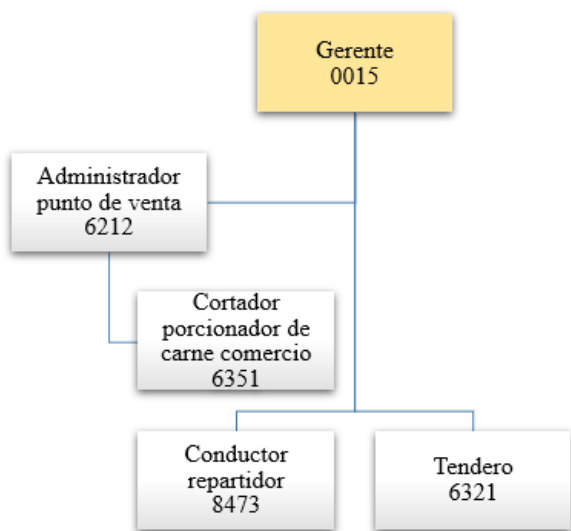 Gerente
0015
Administrador
punto de venta
6212
Cortador
porcionador de
carne comercio
6351
Conductor
repartidor
8473
Tendero
6321